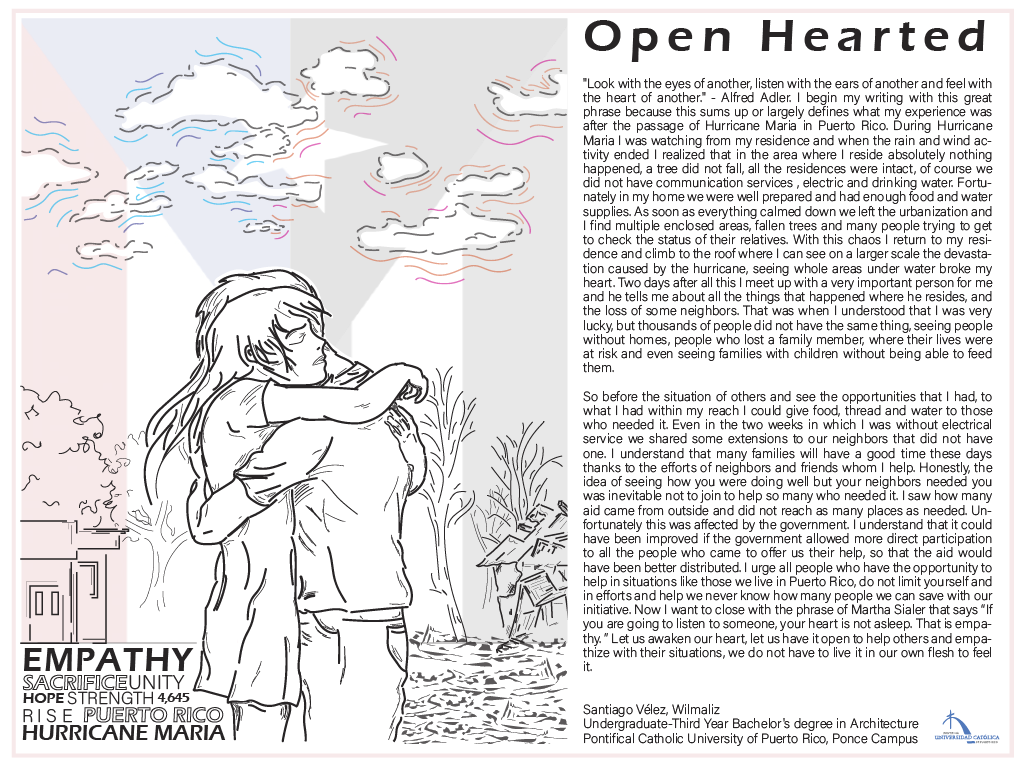 Open Hearted
"Look with the eyes of another, listen with the ears of another and feel with
the heart of another." - Alfred Adler. I begin my writing with this great
phrase because this sums up or largely defines what my experience was
after the passage of Hurricane Maria in Puerto Rico. During Hurricane
Maria I was watching from my residence and when the rain and wind ac-
tivity ended I realized that in the area where I reside absolutely nothing
happened, a tree did not fall, all the residences were intact, of course we
did not have communication services , electric and drinking water. Fortu-
nately in my home we were well prepared and had enough food and water
supplies. As soon as everything calmed down we left the urbanization and
I find multiple enclosed areas, fallen trees and many people trying to get
to check the status of their relatives. With this chaos I return to my resi-
dence and climb to the roof where I can see on a larger scale the devasta-
tion caused by the hurricane, seeing whole areas under water broke my
heart. Two days after all this I meet up with a very important person for me
and he tells me about all the things that happened where he resides, and
the loss of some neighbors. That was when I understood that I was very
lucky, but thousands of people did not have the same thing, seeing people
without homes, people who lost a family member, where their lives were
at risk and even seeing families with children without being able to feed
them.
So before the situation of others and see the opportunities that I had, to
what I had within my reach I could give food, thread and water to those
who needed it. Even in the two weeks in which I was without electrical
service we shared some extensions to our neighbors that did not have
one. I understand that many families will have a good time these days
thanks to the efforts of neighbors and friends whom I help. Honestly, the
idea of seeing how you were doing well but your neighbors needed you
was inevitable not to join to help so many who needed it. I saw how many
aid came from outside and did not reach as many places as needed. Un-
fortunately this was affected by the government. I understand that it could
have been improved if the government allowed more direct participation
to all the people who came to offer us their help, so that the aid would
have been better distributed. I urge all people who have the opportunity to
help in situations like those we live in Puerto Rico, do not limit yourself and
in efforts and help we never know how many people we can save with our
initiative. Now I want to close with the phrase of Martha Sialer that says “If
you are going to listen to someone, your heart is not asleep. That is empa-
thy.” Let us awaken our heart, let us have it open to help others and empa-
thize with their situations, we do not have to live it in our own flesh to feel
it.
Santiago Vélez, Wilmaliz
Undergraduate-Third Year Bachelor's degree in Architecture
Pontifical Catholic University of Puerto Rico, Ponce Campus
UNIVERSIDAD CATÓLICA
EMPATHY
SACRIFICE UNITY
HOPE STRENGTH 4,645
RISE PUERTO RICO
HURRICANE MARIA